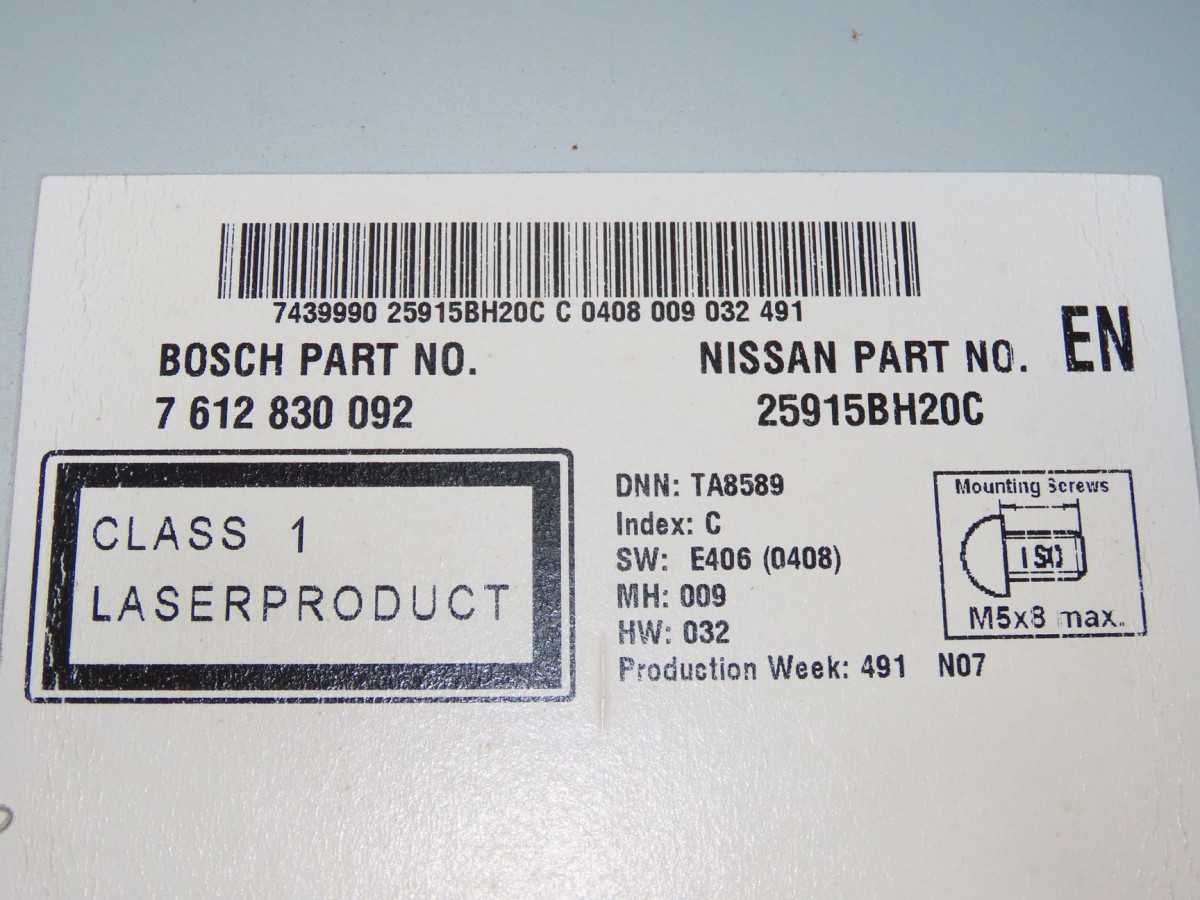 7439990 25915BH20C C 0408 009 032 491
EN
BOSCH PART NO.
7 612 830 092
NISSAN PART NO.
25915BH20C
CLASS 1
LASERPRODUCT
DNN: TA8589
Index: C
SW: E406 (0408)
MH: 009
HW: 032
Production Week: 491 N07
Mounting Screws
ISO
M5x8 max.